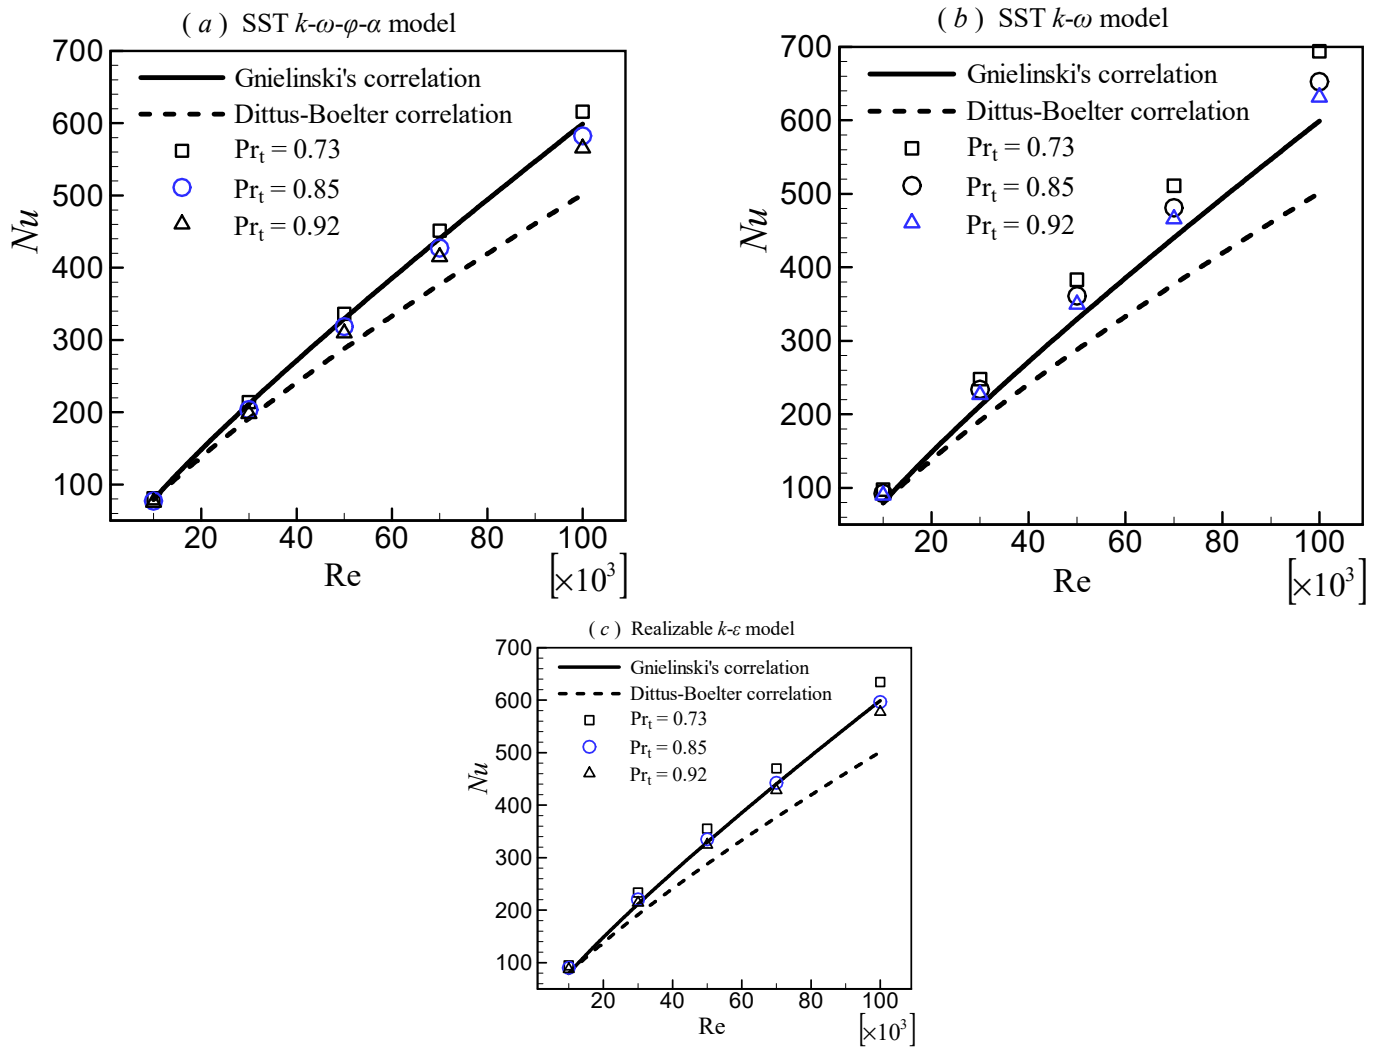 ( a ) SST k-ω-φ-α model
700
600
500
400
300
200
100
Nu
Gnielinski's correlation
Dittus-Boelter correlation
Prt = 0.73
Prt = 0.85
Prt = 0.92
20 40 60 80 100
Re
[×10³]
( b ) SST k-ω model
700
600
500
400
300
200
100
Nu
Gnielinski's correlation
Dittus-Boelter correlation
Prt = 0.73
Prt = 0.85
Prt = 0.92
20 40 60 80 100
Re
[×10³]
( c ) Realizable k-ε model
700
600
500
400
300
200
100
Nu
Gnielinski's correlation
Dittus-Boelter correlation
Prt = 0.73
Prt = 0.85
Prt = 0.92
20 40 60 80 100
Re
[×10³]